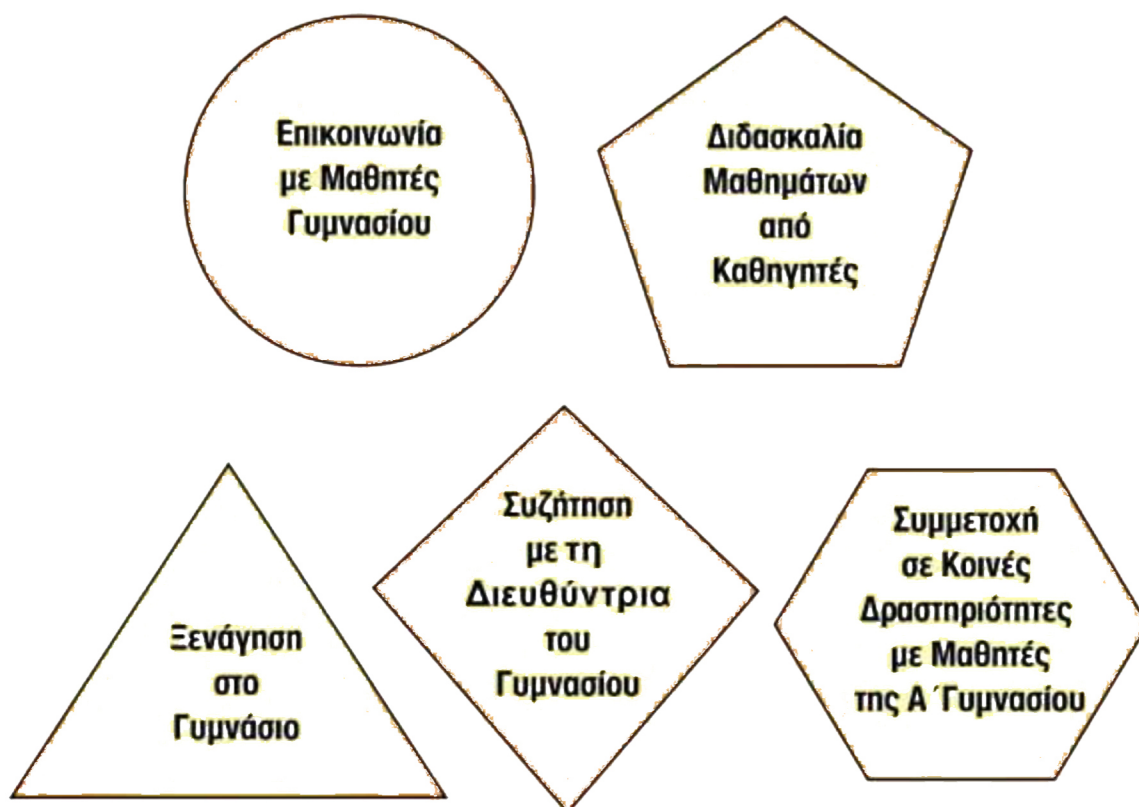 Επικοινωνία
με Μαθητές
Γυμνασίου
Διδασκαλία
Μαθημάτων
από
Καθηγητές
Ξενάγηση
στο
Γυμνάσιο
Συζήτηση
με τη
Διευθύντρια
του
Γυμνασίου
Συμμετοχή
σε Κοινές
Δραστηριότητες
με Μαθητές
της Α΄Γυμνασίου